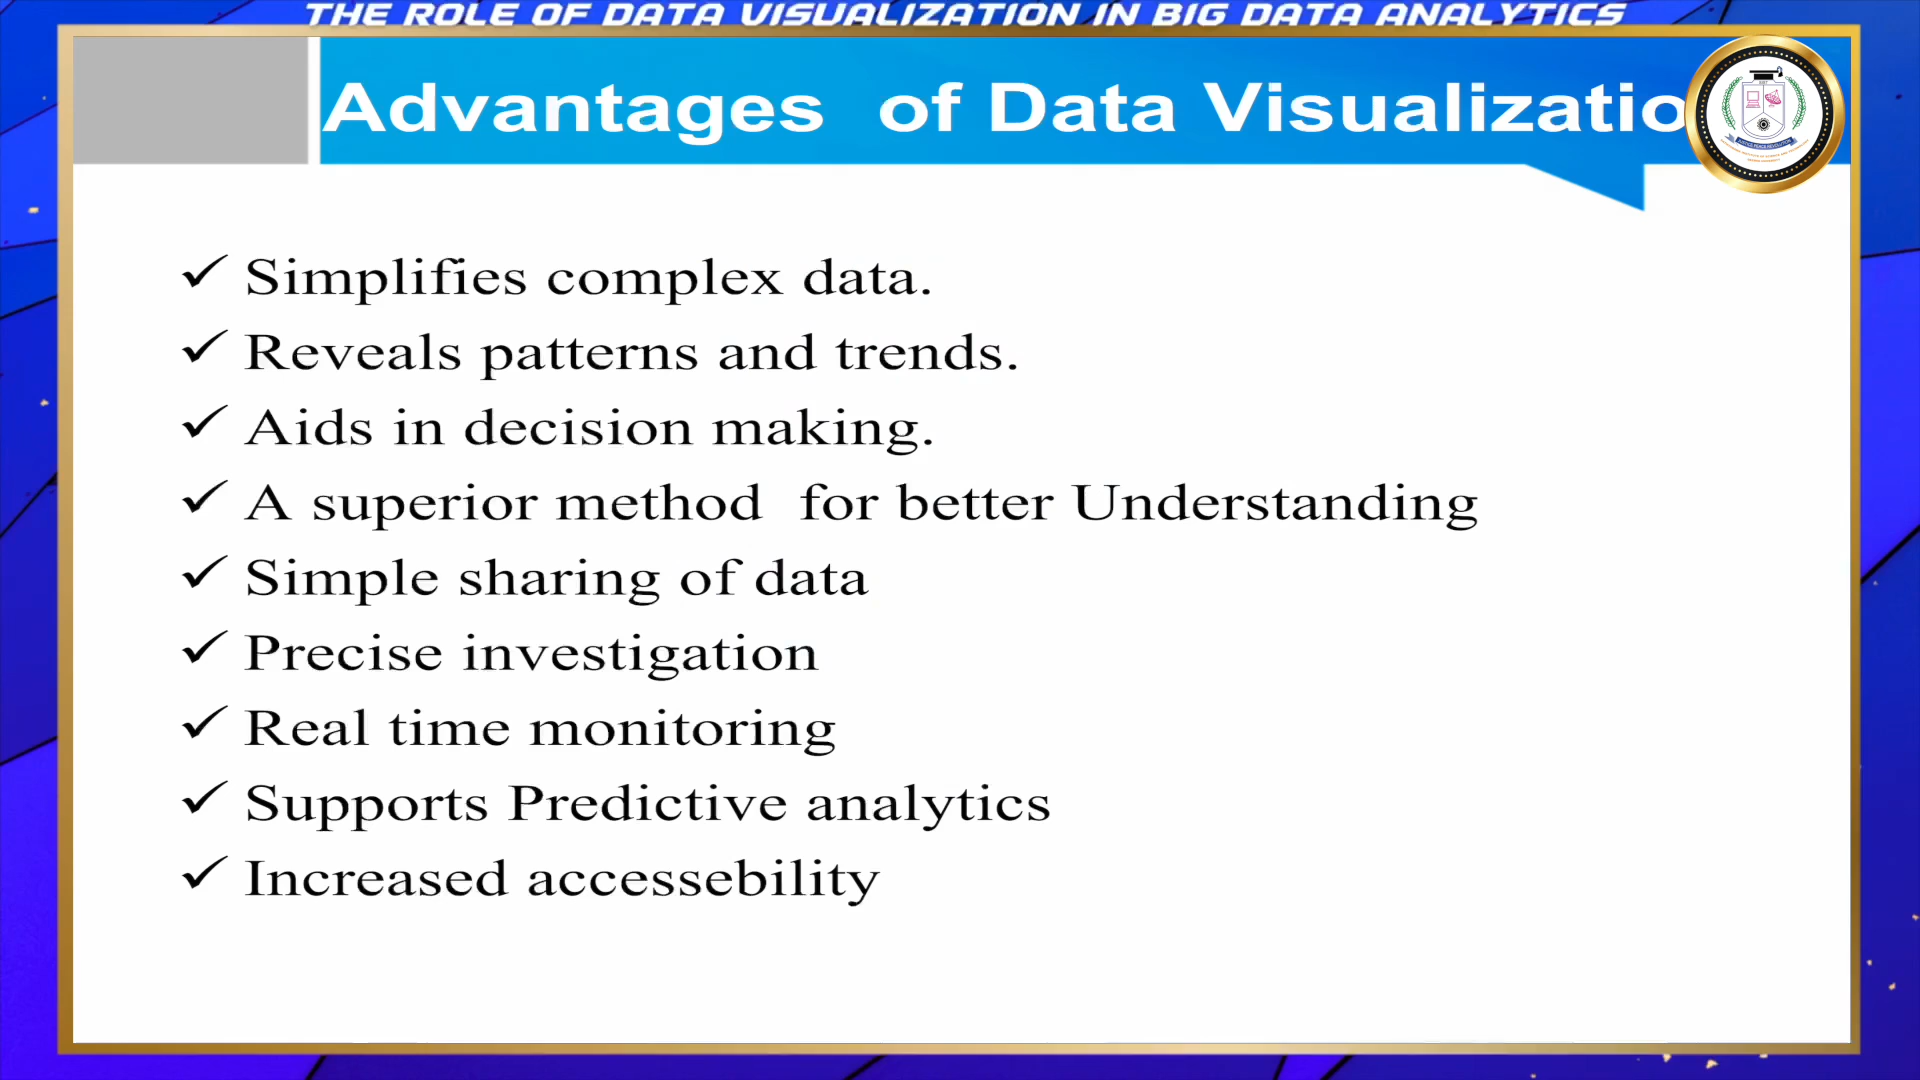 THE ROLE OF DATA VISUALIZATION IN BIG DATA ANALYTICS
Advantages of Data Visualizatio
✓ Simplifies complex data.
✓ Reveals patterns and trends.
✓ Aids in decision making.
✓ A superior method for better Understanding
✓ Simple sharing of data
✓ Precise investigation
✓ Real time monitoring
✓ Supports Predictive analytics
✓ Increased accessebility